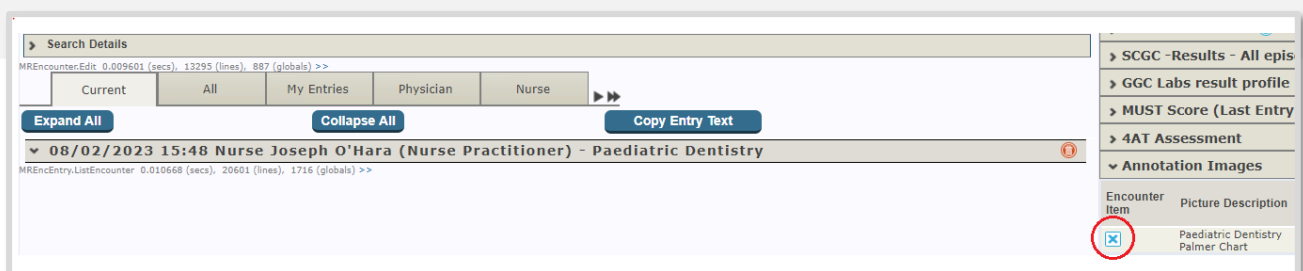 Search Details
MREncounter.Edit 0.009601 (secs), 13295 (lines), 887 (globals) >>
Current All My Entries Physician Nurse
Expand All Collapse All Copy Entry Text
08/02/2023 15:48 Nurse Joseph O'Hara (Nurse Practitioner) - Paediatric Dentistry
MREncEntry.ListEncounter 0.010668 (secs), 20601 (lines), 1716 (globals) >>
SCGC -Results - All epis
GGC Labs result profile
MUST Score (Last Entry
4AT Assessment
Annotation Images
Encounter Item
Picture Description
Paediatric Dentistry
Palmer Chart